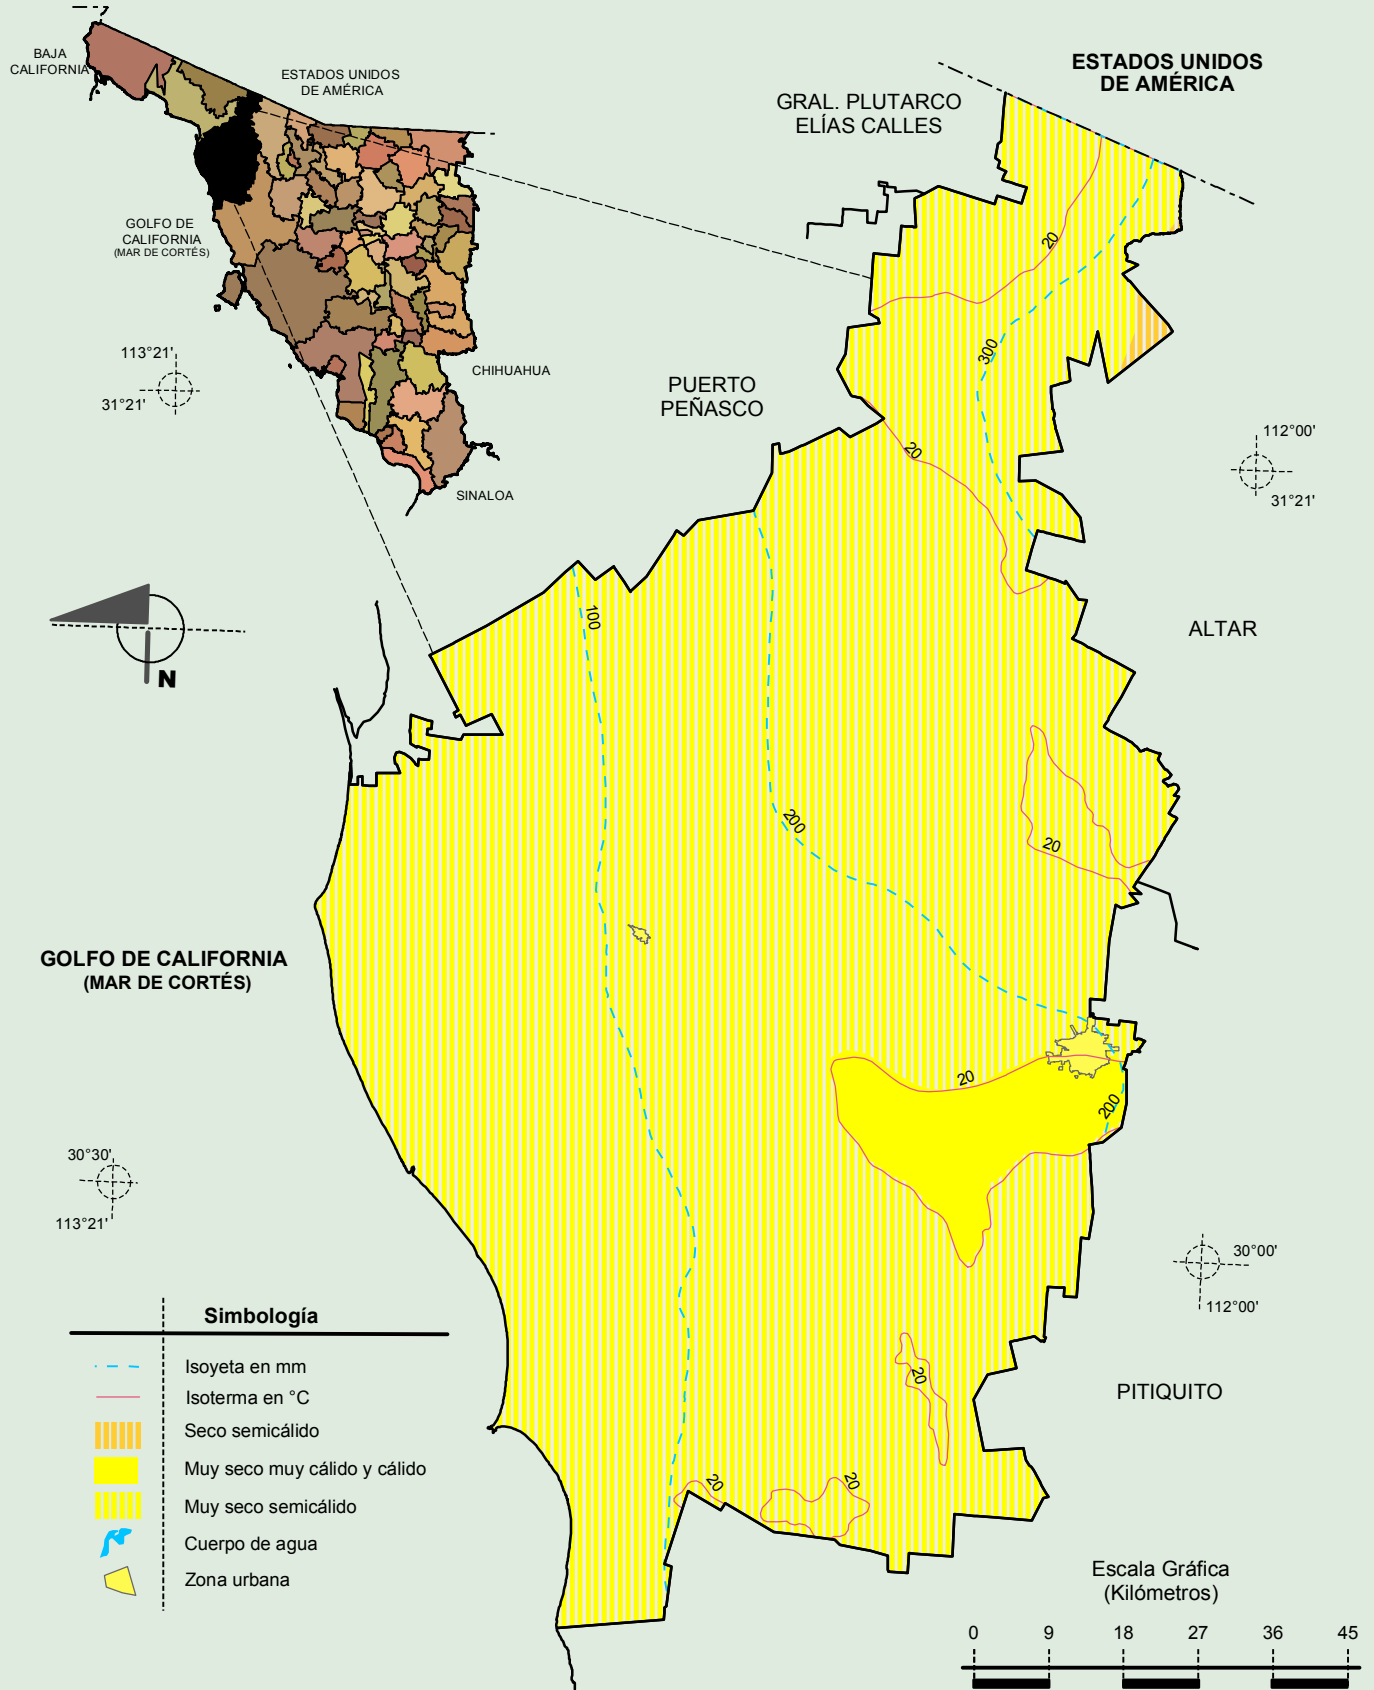 BAJA
CALIFORNIA
ESTADOS UNIDOS
DE AMÉRICA
GOLFO DE
CALIFORNIA
(MAR DE CORTÉS)
CHIHUAHUA
SINALOA
113°21'
31°21'
ESTADOS UNIDOS
DE AMÉRICA
GRAL. PLUTARCO
ELÍAS CALLES
PUERTO
PEÑASCO
20
300
20
112°00'
31°21'
100
N
ALTAR
200
20
GOLFO DE CALIFORNIA
(MAR DE CORTÉS)
20
200
30°30'
113°21'
30°00'
112°00'
20
20
20
PITIQUITO
Simbología
Isoyeta en mm
Isoterma en °C
Seco semicálido
Muy seco muy cálido y cálido
Muy seco semicálido
Cuerpo de agua
Zona urbana
Escala Gráfica
(Kilómetros)
0 9 18 27 36 45